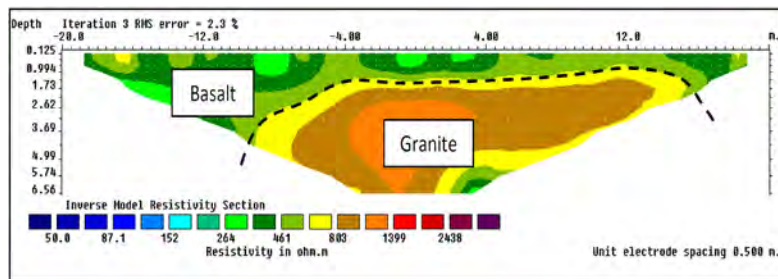 Depth Iteration 3 RMS error = 2.3 %
-20.0 -12.0 -4.00 4.00 12.0 m.
0.125
0.994
1.73
2.62
3.69
4.99
5.74
6.56
Basalt
Granite
Inverse Model Resistivity Section
50.0 87.1 152 264 461 803 1399 2438
Resistivity in ohm.m
Unit electrode spacing 0.500 m.